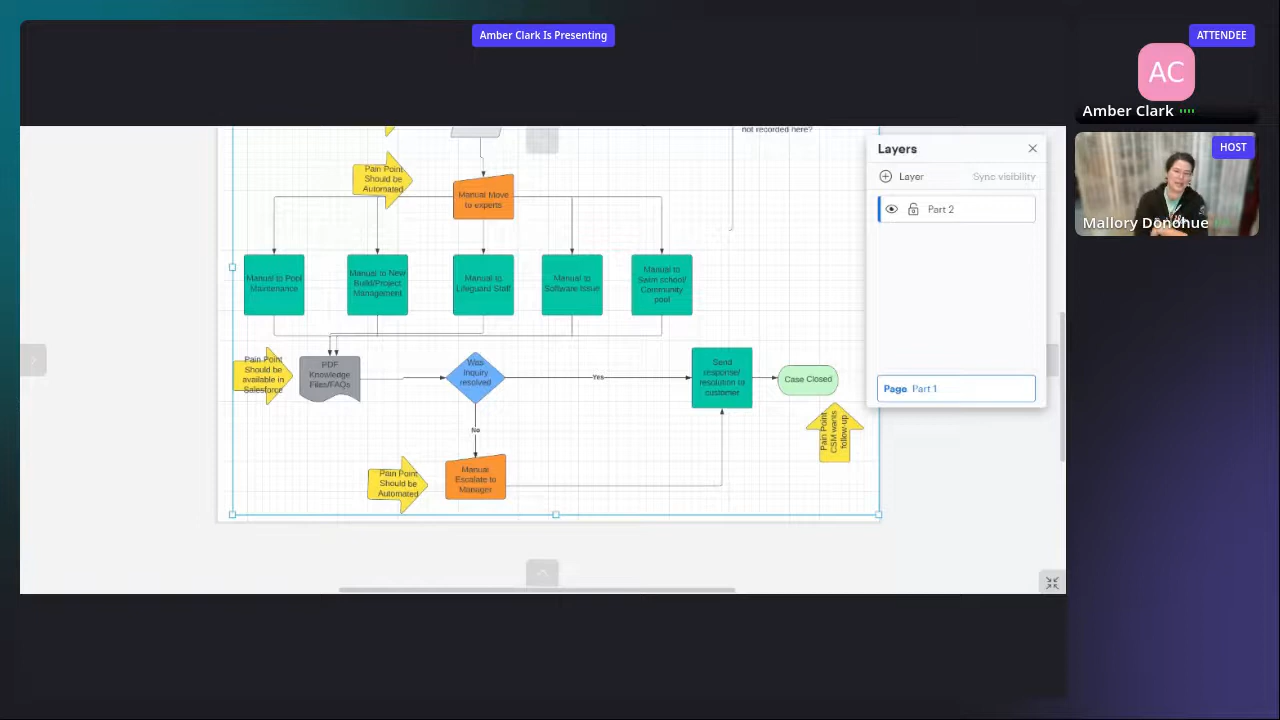 Amber Clark Is Presenting
ATTENDEE
AC
Amber Clark
HOST
Mallory Donohue
not recorded here?
Layers
Layer
Sync visibility
Part 2
Page Part 1
Pain Point
Should be
Automated
Manual Move
to experts
Manual to Pool
Maintenance
Manual to New
Build/Project
Management
Manual to
Lifeguard Staff
Manual to
Software Issue
Manual to
Swim school/
Community
pool
Pain Point
Should be
available in
Salesforce
PDF
Knowledge
Files/FAQs
Was
Inquiry
resolved
Yes
Send
response/
resolution to
customer
Case Closed
Pain Point
CSM wants
follow-up
No
Pain Point
Should be
Automated
Manual
Escalate to
Manager